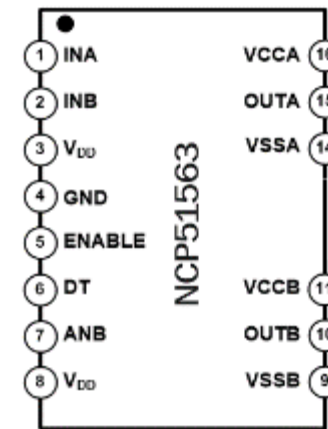 1 INA
2 INB
3 VDD
4 GND
5 ENABLE
6 DT
7 ANB
8 VDD
NCP51563
VCCA 16
OUTA 15
VSSA 14
VCCB 11
OUTB 10
VSSB 9